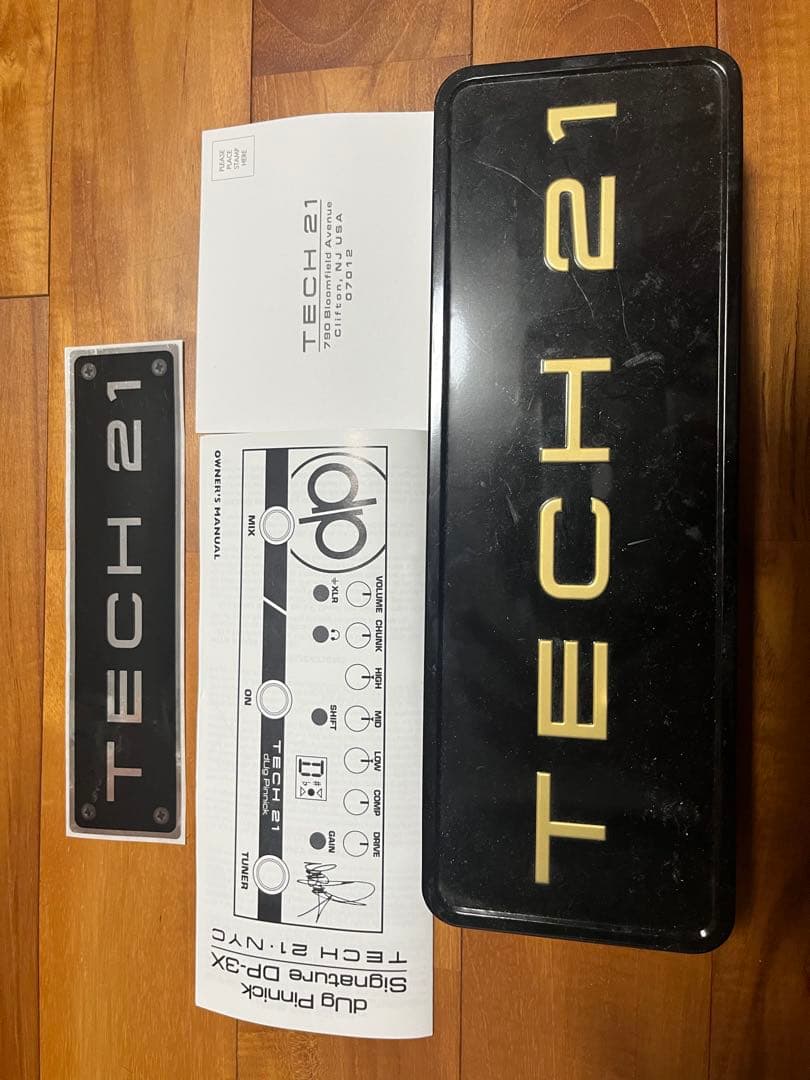 TECH 21
PLEASE
PLACE
STAMP
HERE
TECH 21
790 Bloomfield Avenue
Clifton, NJ USA
07012
OWNER'S MANUAL
dUg Pinnick
Signature DP-3X
TECH 21·NYC
dp
VOLUME CHUNK HIGH MID LOW COMP DRIVE
XLR SHIFT GAIN
D
# b
MIX ON TUNER
TECH 21
dUg Pinnick
TECH 21